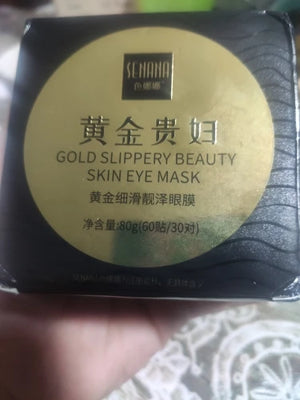 SENANA
色娜娜
黄金贵妇
GOLD SLIPPERY BEAUTY
SKIN EYE MASK
黄金细滑靓泽眼膜
净含量:80g(60贴/30对)